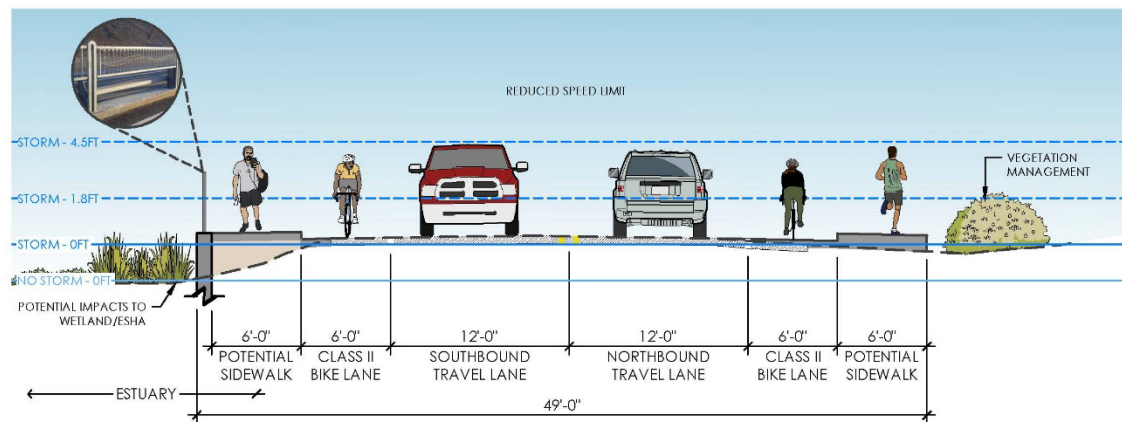 REDUCED SPEED LIMIT
STORM - 4.5FT
VEGETATION
MANAGEMENT
STORM - 1.8FT
STORM - 0FT
NO STORM - 0FT
POTENTIAL IMPACTS TO
WETLAND/ESHA
6'-0" 6'-0" 12'-0" 12'-0" 6'-0" 6'-0"
POTENTIAL CLASS II SOUTHBOUND NORTHBOUND CLASS II POTENTIAL
SIDEWALK BIKE LANE TRAVEL LANE TRAVEL LANE BIKE LANE SIDEWALK
ESTUARY
49'-0"